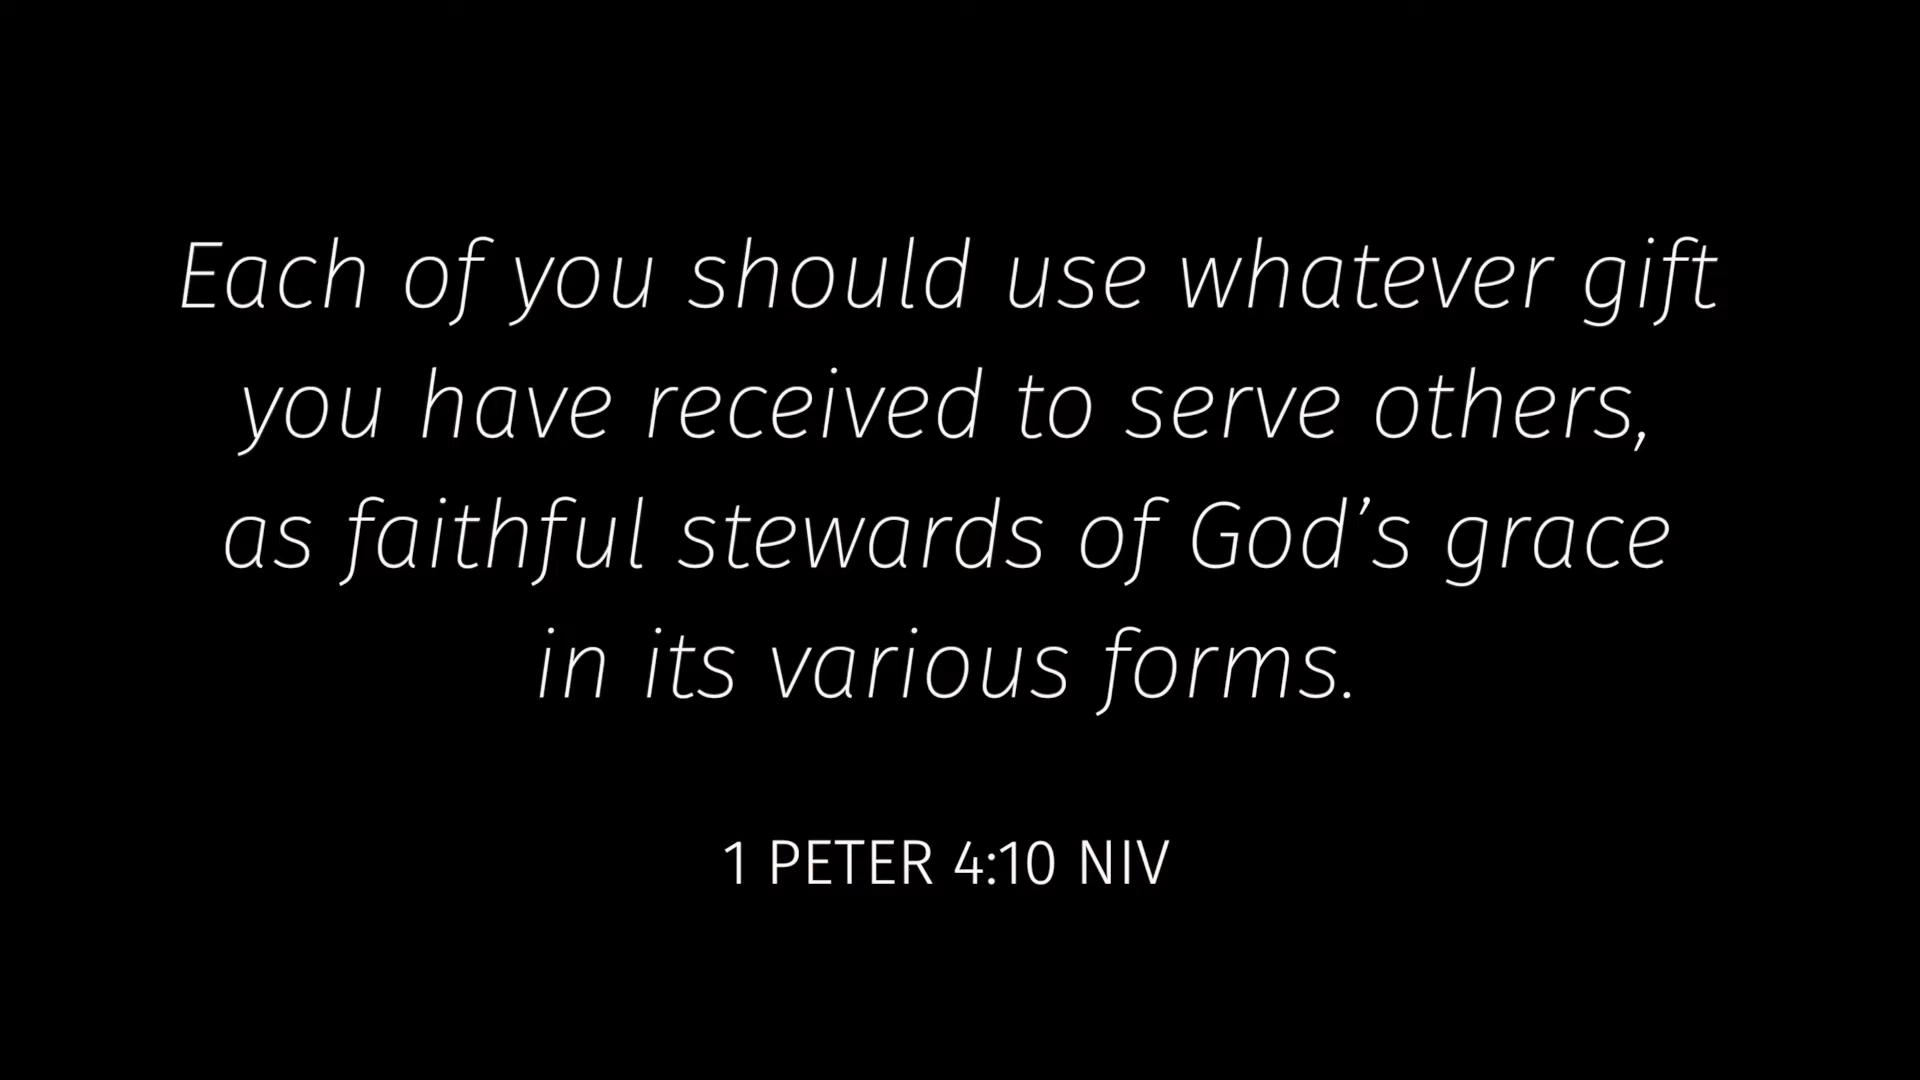 Each of you should use whatever gift
you have received to serve others,
as faithful stewards of God’s grace
in its various forms.
1 PETER 4:10 NIV